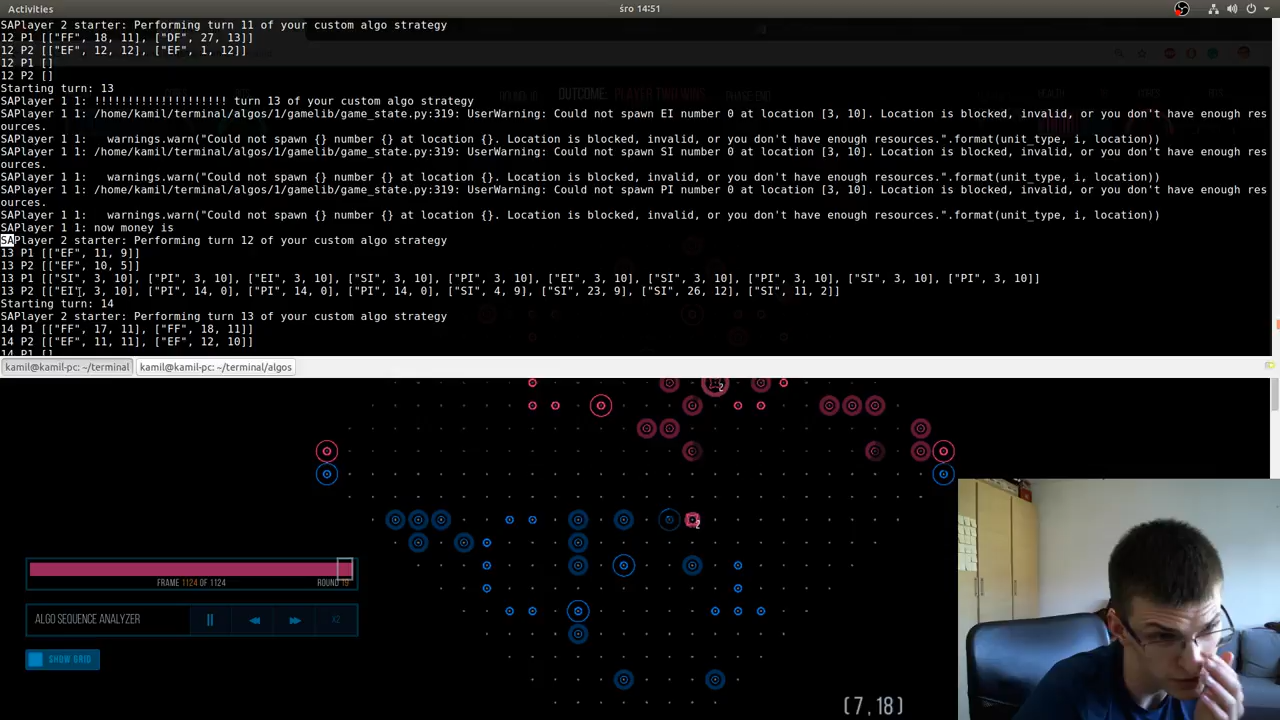 Activities
śro 14:51
SAPlayer 2 starter: Performing turn 11 of your custom algo strategy
12 P1 [["FF", 18, 11], ["DF", 27, 13]]
12 P2 [["EF", 12, 12], ["EF", 1, 12]]
12 P1 []
12 P2 []
Starting turn: 13
SAPlayer 1 1: !!!!!!!!!!!!!!!!!!!! turn 13 of your custom algo strategy
SAPlayer 1 1: /home/kamil/terminal/algos/1/gamelib/game_state.py:319: UserWarning: Could not spawn EI number 0 at location [3, 10]. Location is blocked, invalid, or you don't have enough res
ources.
SAPlayer 1 1:   warnings.warn("Could not spawn {} number {} at location {}. Location is blocked, invalid, or you don't have enough resources.".format(unit_type, i, location))
SAPlayer 1 1: /home/kamil/terminal/algos/1/gamelib/game_state.py:319: UserWarning: Could not spawn SI number 0 at location [3, 10]. Location is blocked, invalid, or you don't have enough res
ources.
SAPlayer 1 1:   warnings.warn("Could not spawn {} number {} at location {}. Location is blocked, invalid, or you don't have enough resources.".format(unit_type, i, location))
SAPlayer 1 1: /home/kamil/terminal/algos/1/gamelib/game_state.py:319: UserWarning: Could not spawn PI number 0 at location [3, 10]. Location is blocked, invalid, or you don't have enough res
ources.
SAPlayer 1 1:   warnings.warn("Could not spawn {} number {} at location {}. Location is blocked, invalid, or you don't have enough resources.".format(unit_type, i, location))
SAPlayer 1 1: now money is
SAPlayer 2 starter: Performing turn 12 of your custom algo strategy
13 P1 [["EF", 11, 9]]
13 P2 [["EF", 10, 5]]
13 P1 [["SI", 3, 10], ["PI", 3, 10], ["EI", 3, 10], ["SI", 3, 10], ["PI", 3, 10], ["EI", 3, 10], ["SI", 3, 10], ["PI", 3, 10], ["SI", 3, 10], ["PI", 3, 10]]
13 P2 [["EI", 3, 10], ["PI", 14, 0], ["PI", 14, 0], ["PI", 14, 0], ["SI", 4, 9], ["SI", 23, 9], ["SI", 26, 12], ["SI", 11, 2]]
Starting turn: 14
SAPlayer 2 starter: Performing turn 13 of your custom algo strategy
14 P1 [["FF", 17, 11], ["FF", 18, 11]]
14 P2 [["EF", 11, 11], ["EF", 12, 10]]
14 P1 []
kamil@kamil-pc: ~/terminal
kamil@kamil-pc: ~/terminal/algos
2
2
FRAME 1124 OF 1124
ROUND 19
ALGO SEQUENCE ANALYZER
X2
SHOW GRID
(7,18)